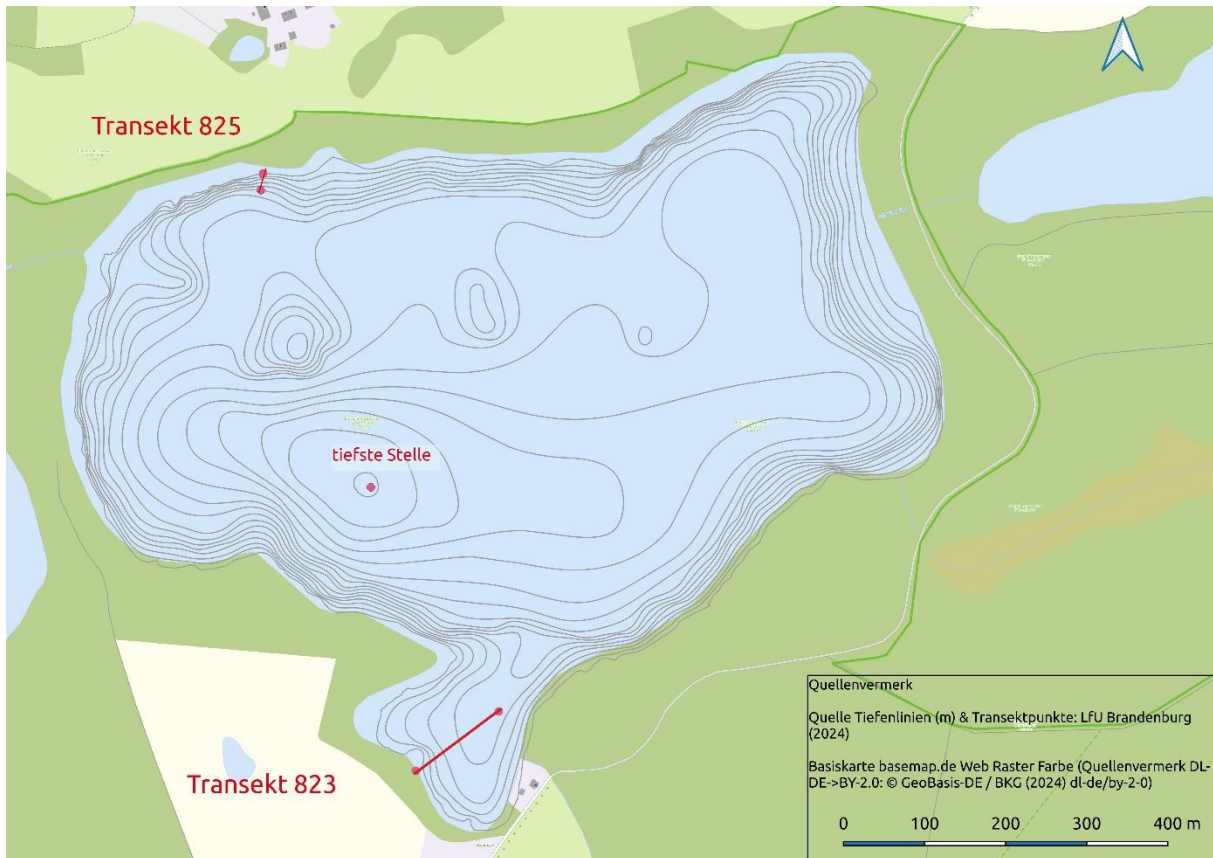 Transekt 825
tiefste Stelle
Transekt 823
Quellenvermerk
Quelle Tiefenlinien (m) & Transektpunkte: LfU Brandenburg
(2024)
Basiskarte basemap.de Web Raster Farbe (Quellenvermerk DL-
DE->BY-2.0: © GeoBasis-DE / BKG (2024) dl-de/by-2-0)
0 100 200 300 400 m